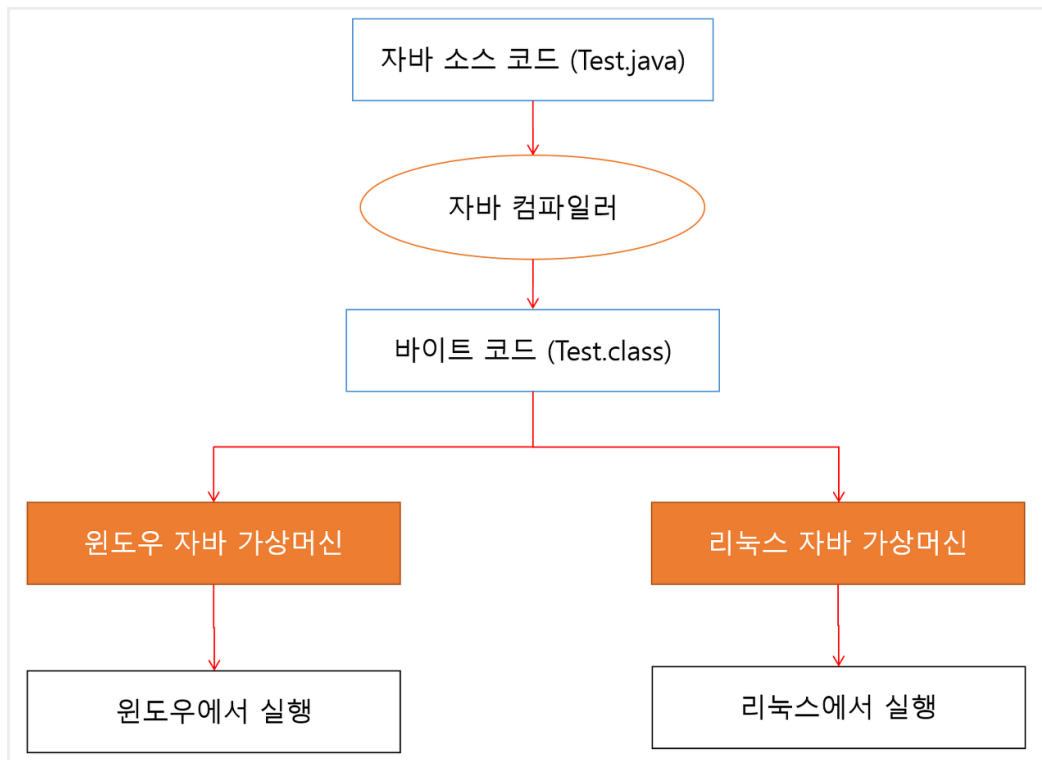 자바 소스 코드 (Test.java)
자바 컴파일러
바이트 코드 (Test.class)
윈도우 자바 가상머신
리눅스 자바 가상머신
윈도우에서 실행
리눅스에서 실행